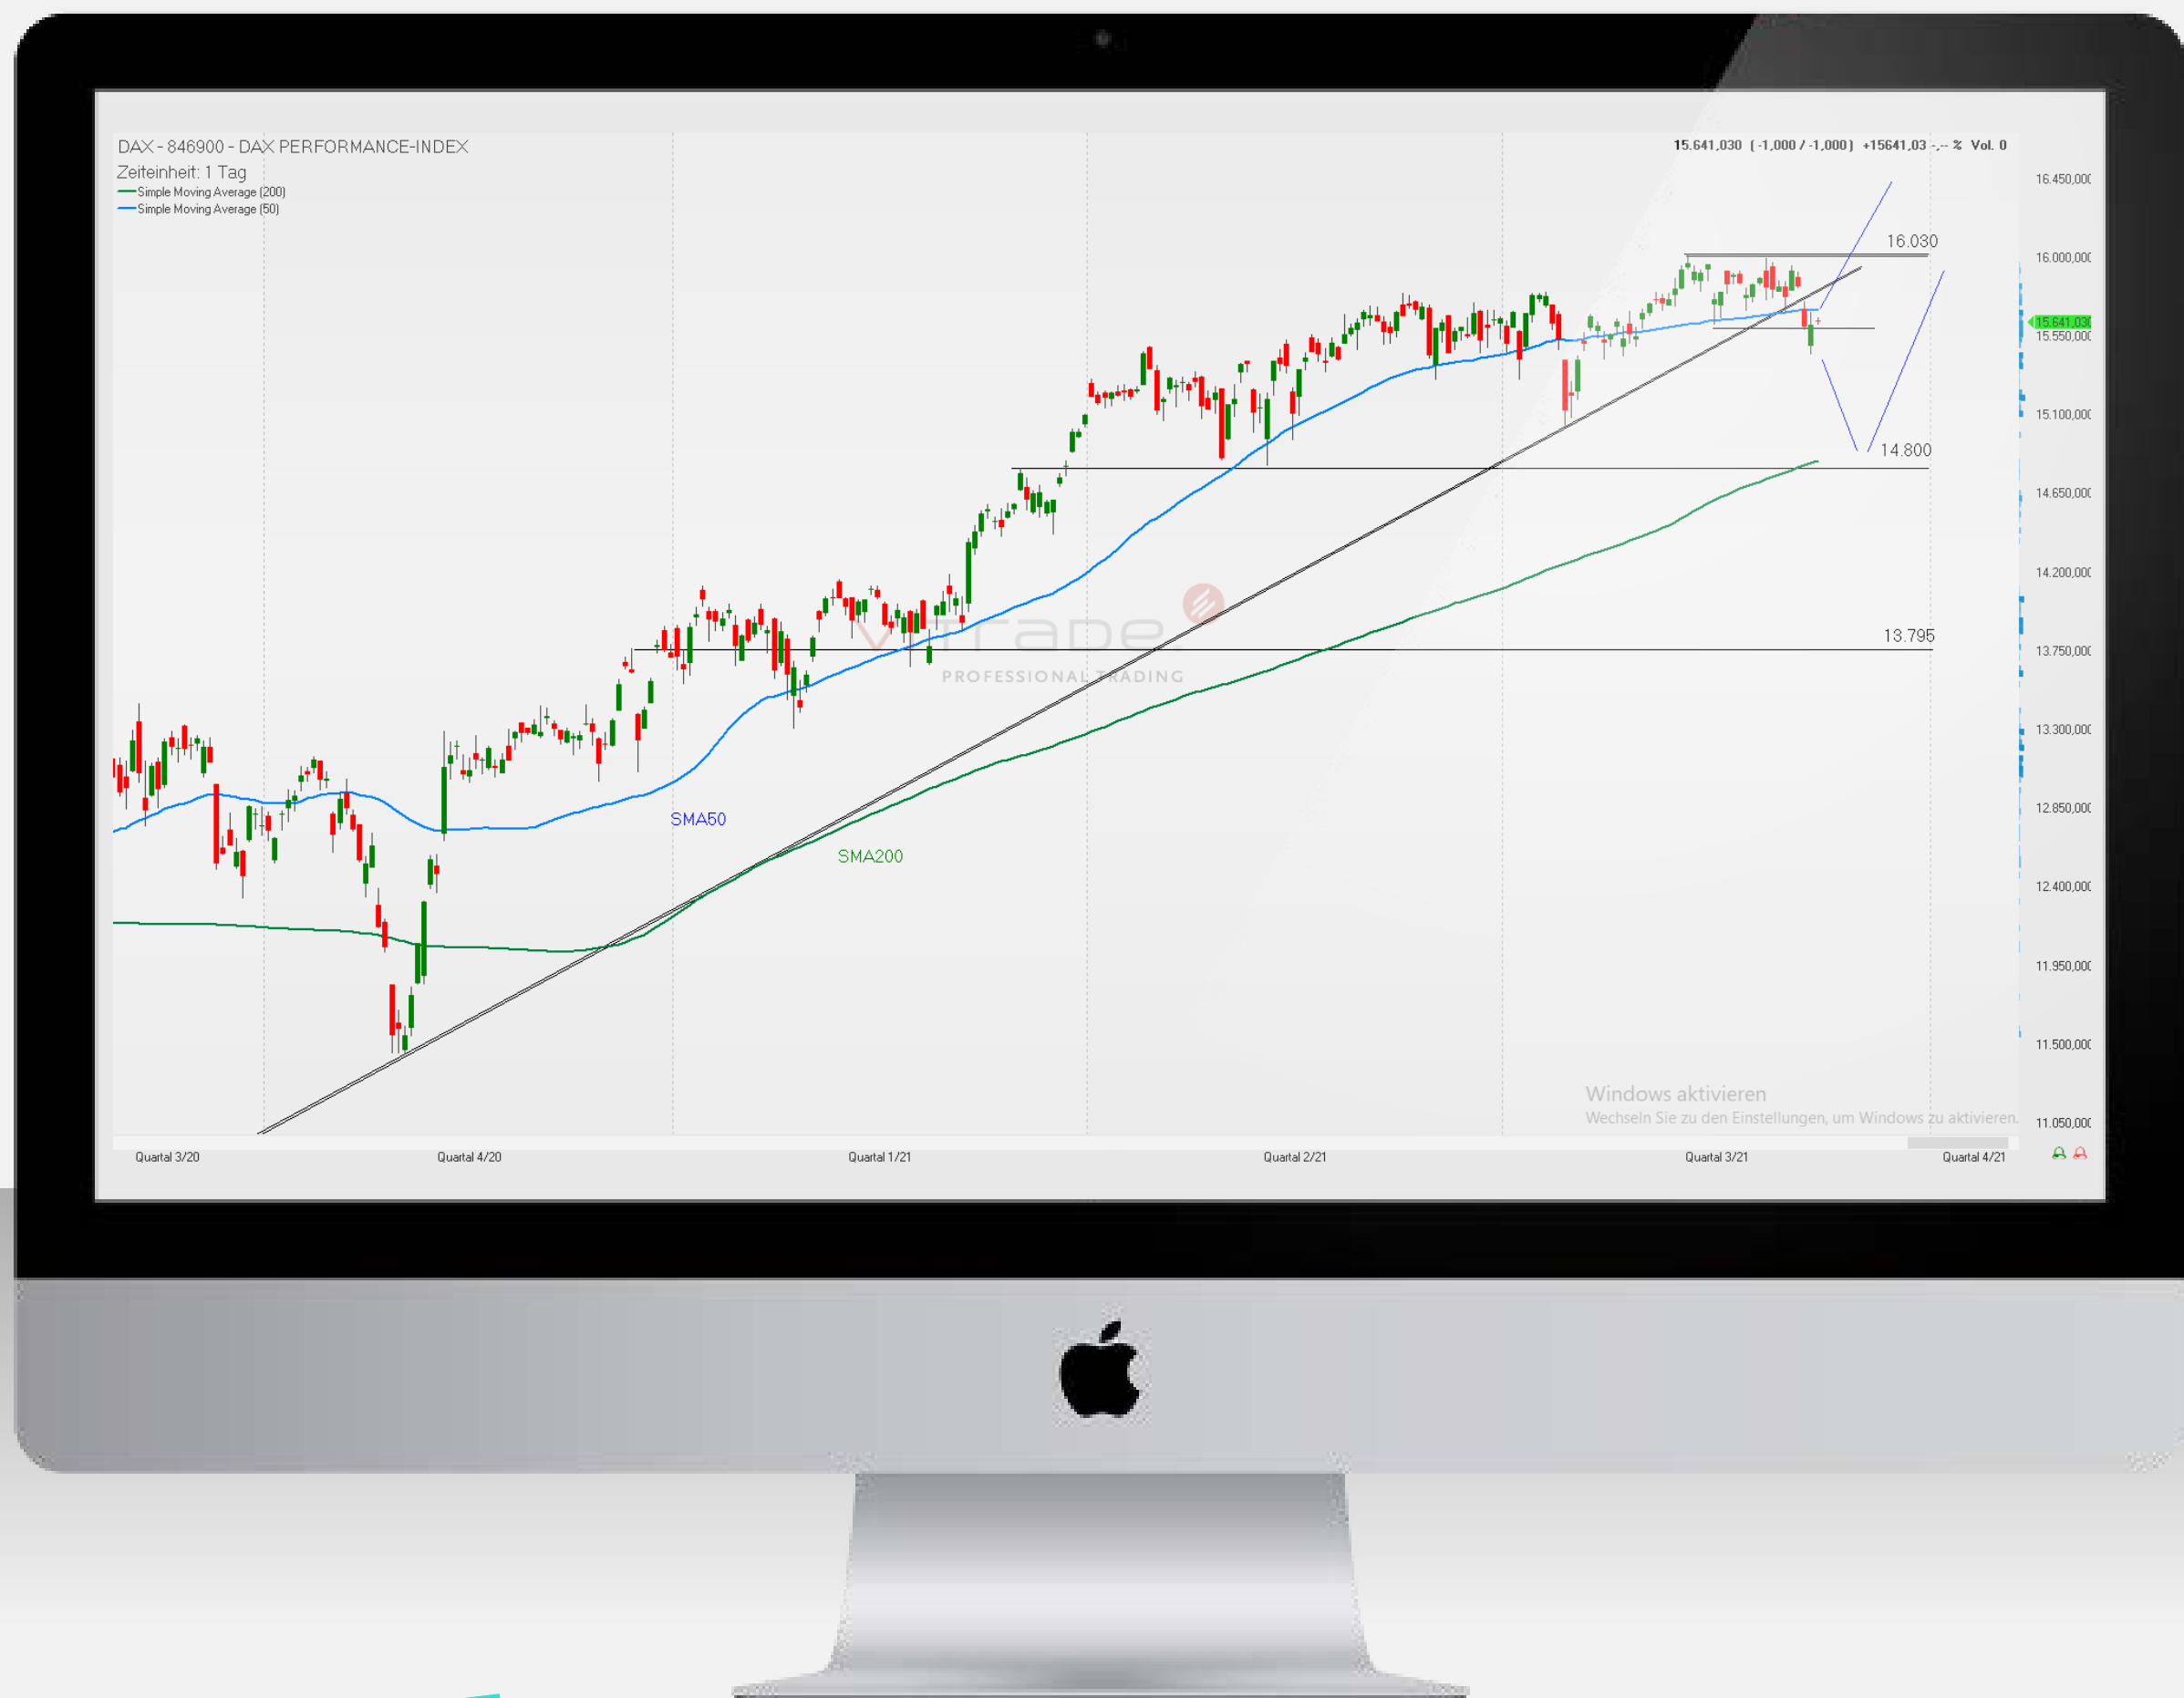 DAX - 846900 - DAX PERFORMANCE-INDEX
15.641,030 ( -1,000 / -1,000 ) +15641,03 -,-- % Vol. 0
Zeiteinheit: 1 Tag
Simple Moving Average (200)
Simple Moving Average (50)
16.450,000
16.030
16.000,000
15.641,030
15.550,000
15.100,000
14.800
14.650,000
14.200,000
13.795
13.750,000
PROFESSIONAL TRADING
13.300,000
12.850,000
SMA50
SMA200
12.400,000
11.950,000
11.500,000
Windows aktivieren
Wechseln Sie zu den Einstellungen, um Windows zu aktivieren.
11.050,000
Quartal 3/20
Quartal 4/20
Quartal 1/21
Quartal 2/21
Quartal 3/21
Quartal 4/21